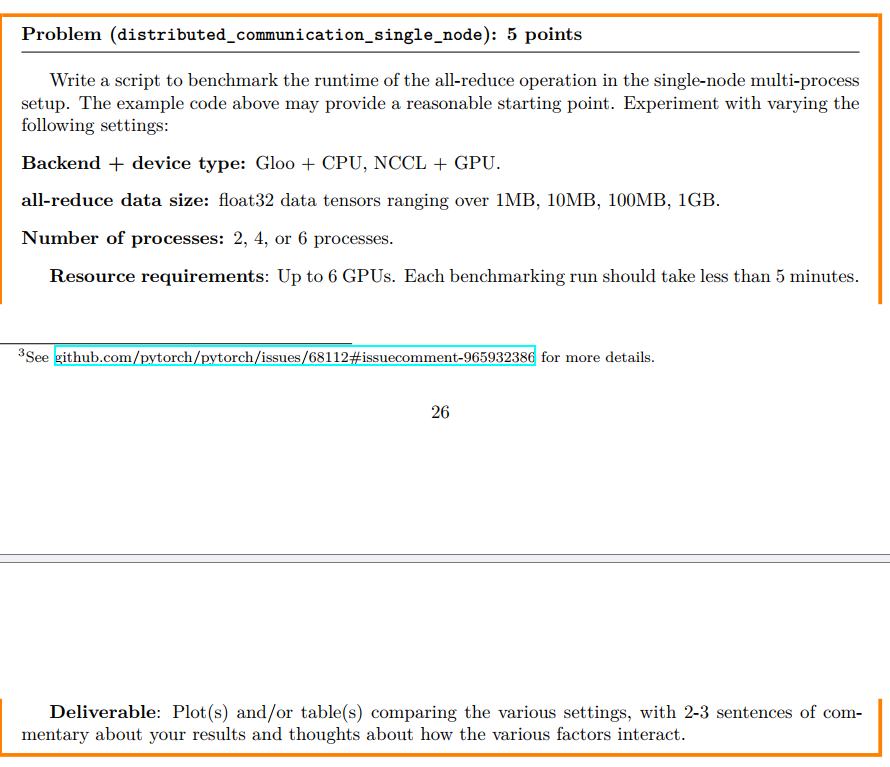 Problem (distributed_communication_single_node): 5 points
Write a script to benchmark the runtime of the all-reduce operation in the single-node multi-process
setup. The example code above may provide a reasonable starting point. Experiment with varying the
following settings:
Backend + device type: Gloo + CPU, NCCL + GPU.
all-reduce data size: float32 data tensors ranging over 1MB, 10MB, 100MB, 1GB.
Number of processes: 2, 4, or 6 processes.
Resource requirements: Up to 6 GPUs. Each benchmarking run should take less than 5 minutes.
3See github.com/pytorch/pytorch/issues/68112#issuecomment-965932386 for more details.
26
Deliverable: Plot(s) and/or table(s) comparing the various settings, with 2-3 sentences of com-
mentary about your results and thoughts about how the various factors interact.